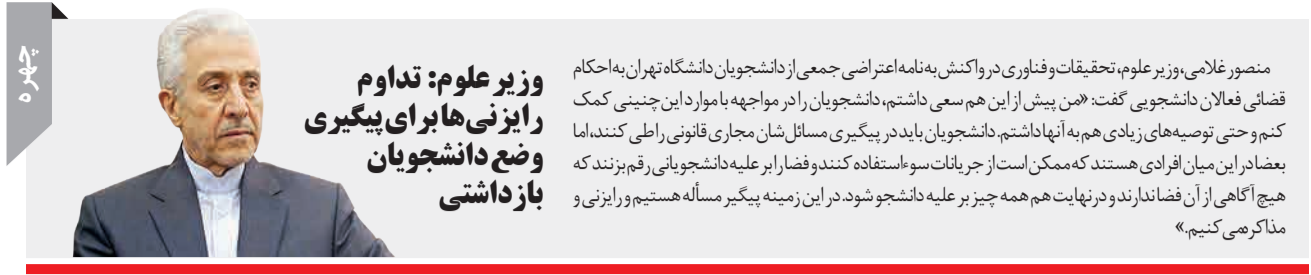 چهره
وزیر علوم: تداوم
رایزنی‌ها برای پیگیری
وضع دانشجویان
بازداشتی
منصور غلامی، وزیر علوم، تحقیقات و فناوری در واکنش به نامه اعتراضی جمعی از دانشجویان دانشگاه تهران به احکام
قضائی فعالان دانشجویی گفت: «من پیش از این هم سعی داشتم، دانشجویان را در مواجهه با موارد این چنینی کمک
کنم و حتی توصیه‌های زیادی هم به آنها داشتم. دانشجویان باید در پیگیری مسائل‌شان مجاری قانونی را طی کنند، اما
بعضا در این میان افرادی هستند که ممکن است از جریانات سوءاستفاده کنند و فضا را بر علیه دانشجویانی رقم بزنند که
هیچ آگاهی از آن فضا ندارند و درنهایت هم همه چیز بر علیه دانشجو شود. در این زمینه پیگیر مسأله هستیم و رایزنی و
مذاکره می‌کنیم.»